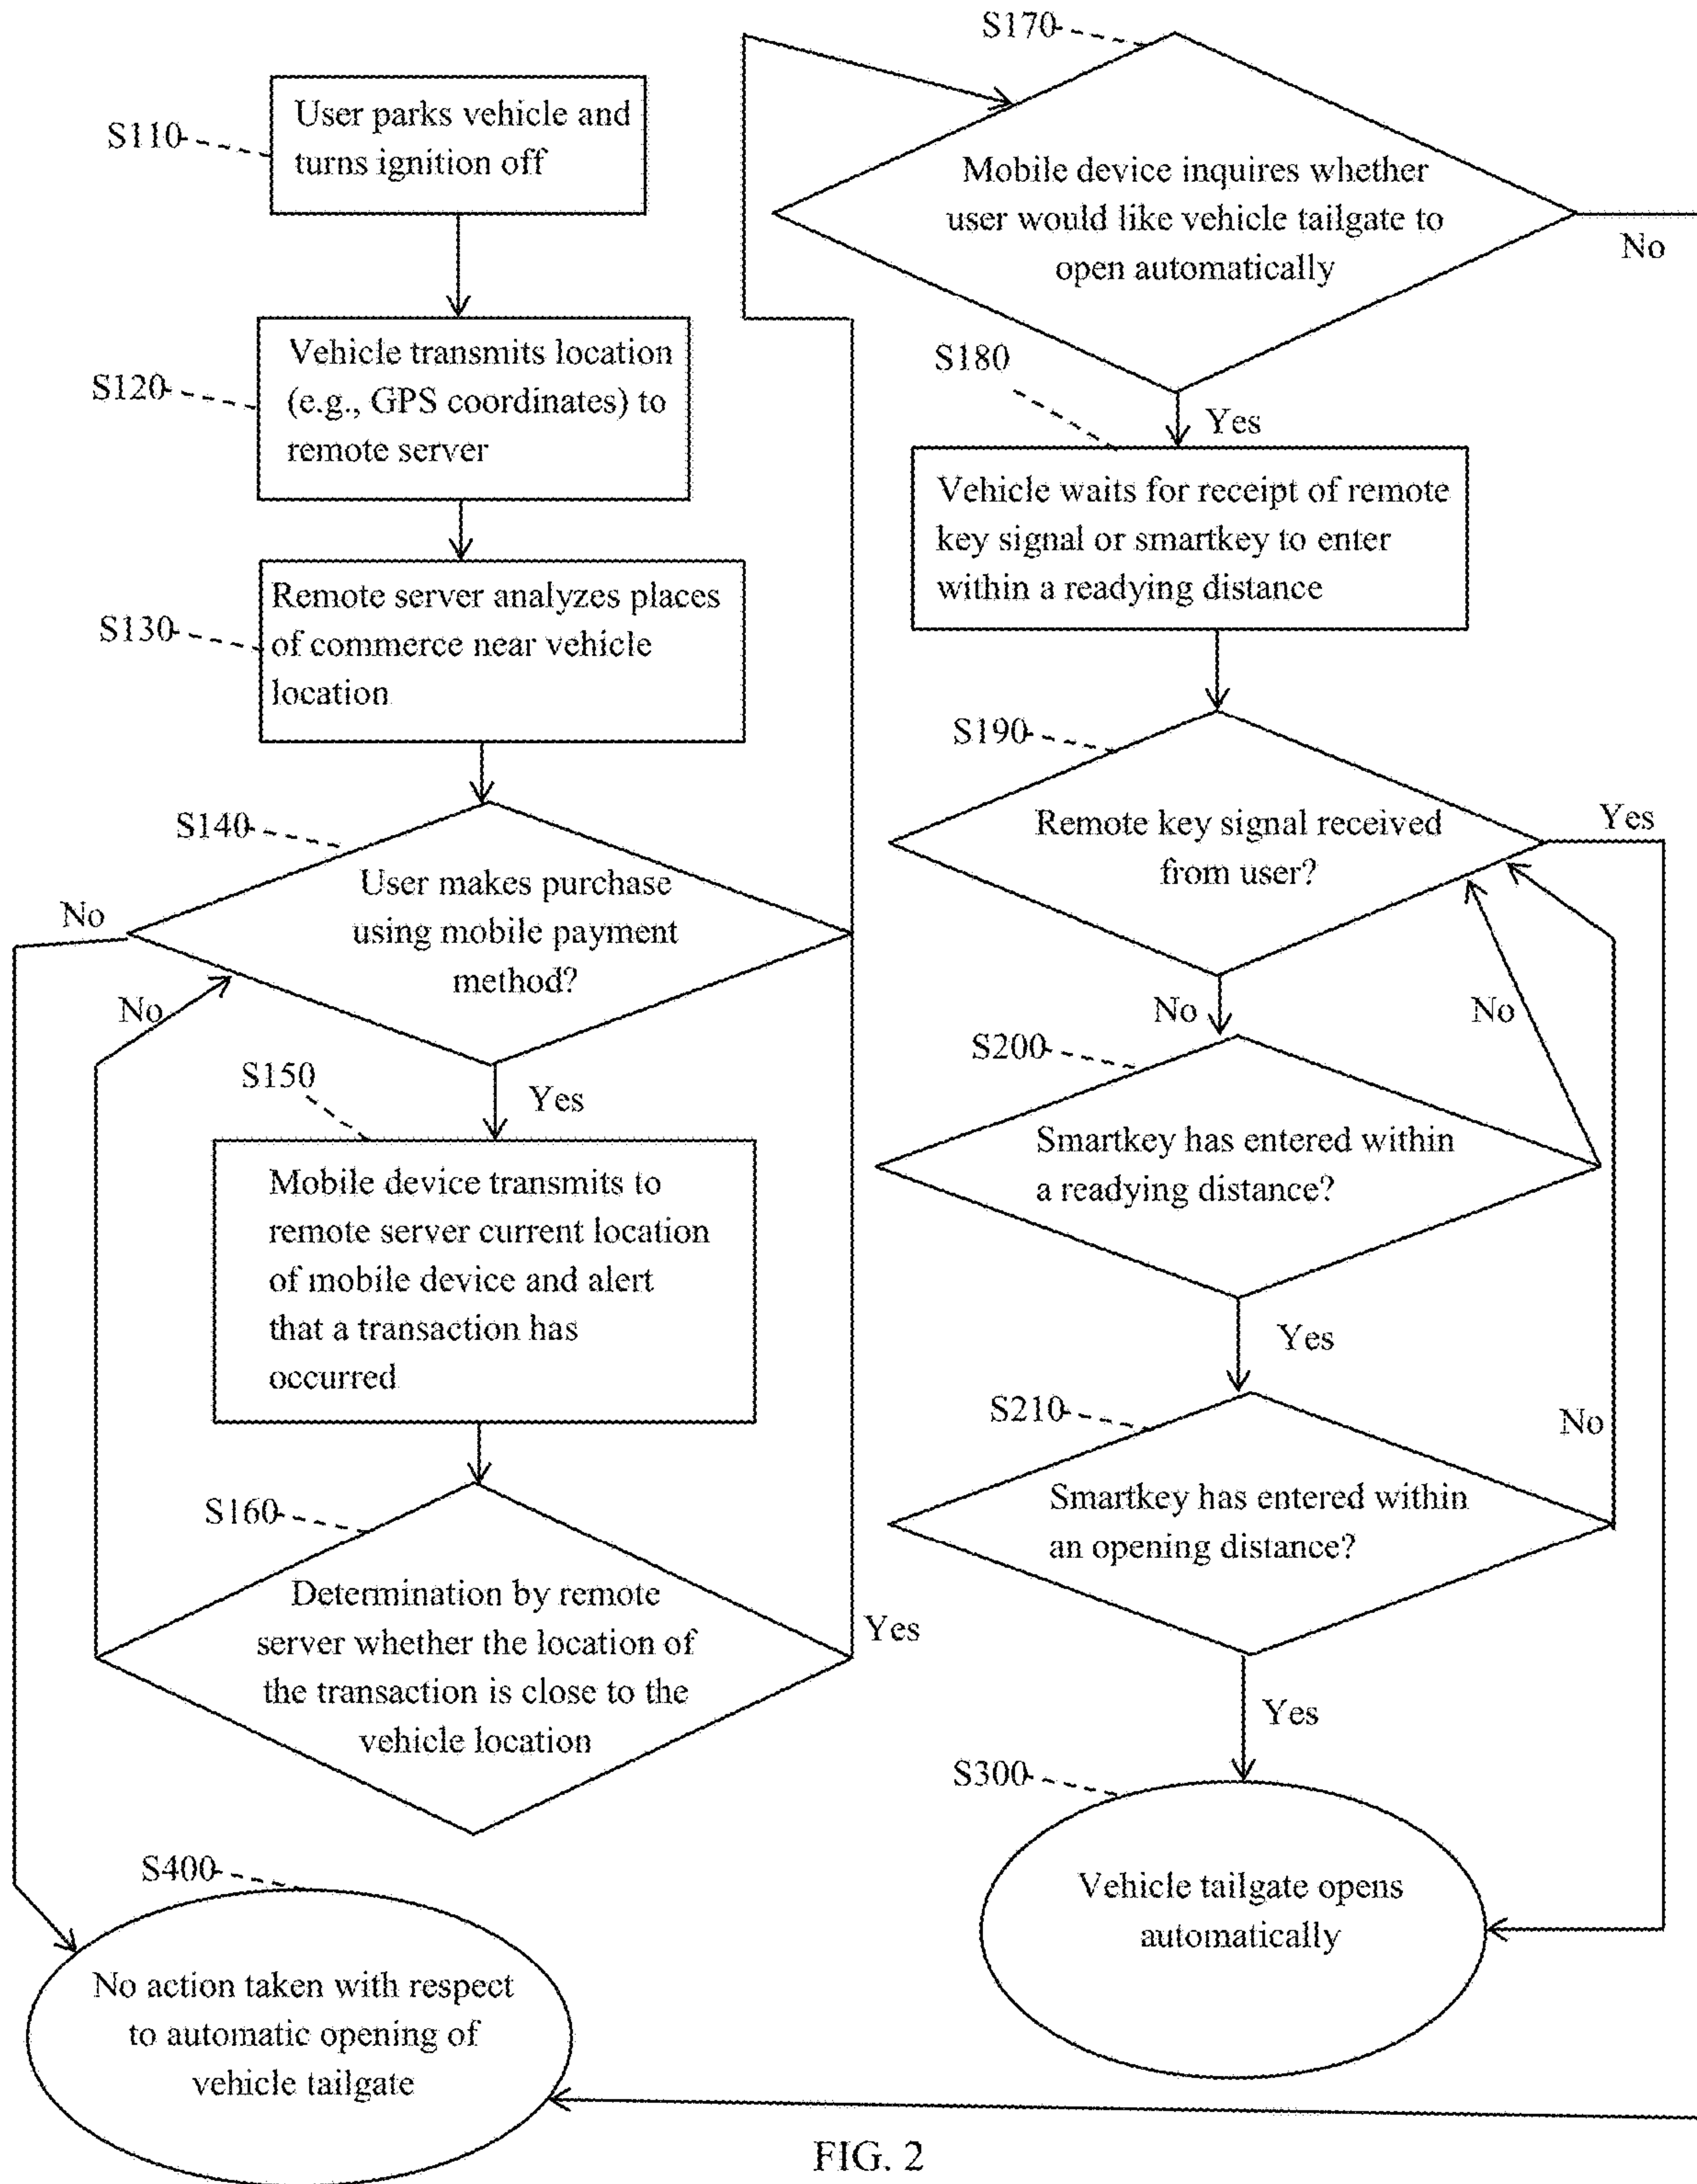 S110
User parks vehicle and
turns ignition off
S120
Vehicle transmits location
(e.g., GPS coordinates) to
remote server
S130
Remote server analyzes places
of commerce near vehicle
location
S140
User makes purchase
using mobile payment
method?
No
No
Yes
S150
Mobile device transmits to
remote server current location
of mobile device and alert
that a transaction has
occurred
S160
Determination by remote
server whether the location of
the transaction is close to the
vehicle location
Yes
S400
No action taken with respect
to automatic opening of
vehicle tailgate
S170
Mobile device inquires whether
user would like vehicle tailgate to
open automatically
No
Yes
S180
Vehicle waits for receipt of remote
key signal or smartkey to enter
within a readying distance
S190
Remote key signal received
from user?
Yes
No
No
S200
Smartkey has entered within
a readying distance?
Yes
S210
Smartkey has entered within
an opening distance?
No
Yes
S300
Vehicle tailgate opens
automatically
FIG. 2